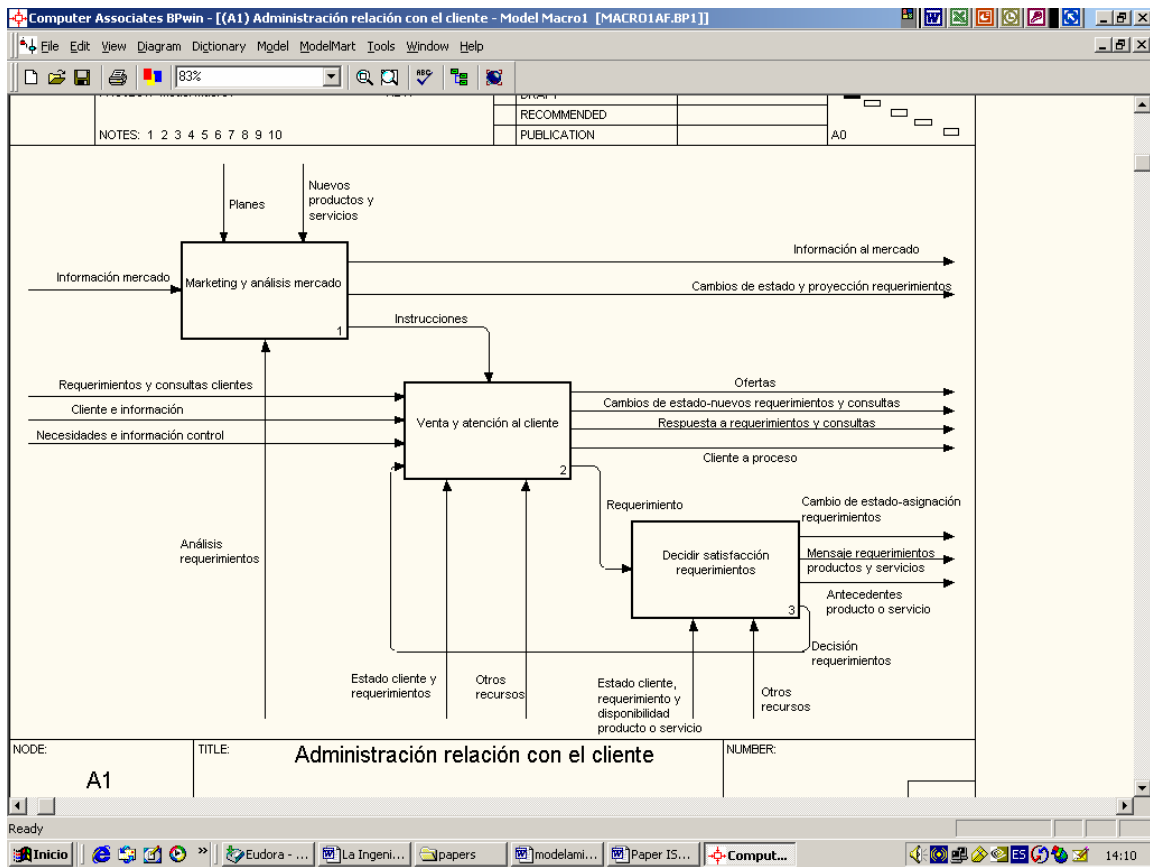 Computer Associates BPwin - [(A1) Administración relación con el cliente - Model Macro1 [MACRO1AF.BP1]]
File Edit View Diagram Dictionary Model ModelMart Tools Window Help
83%
ABC
RECOMMENDED
NOTES: 1 2 3 4 5 6 7 8 9 10
PUBLICATION
A0
Planes
Nuevos
productos y
servicios
Información mercado
Marketing y análisis mercado
1
Información al mercado
Cambios de estado y proyección requerimientos
Instrucciones
Requerimientos y consultas clientes
Cliente e información
Necesidades e información control
Venta y atención al cliente
2
Ofertas
Cambios de estado-nuevos requerimientos y consultas
Respuesta a requerimientos y consultas
Cliente a proceso
Requerimiento
Cambio de estado-asignación
requerimientos
Análisis
requerimientos
Decidir satisfacción
requerimientos
3
Mensaje requerimientos
productos y servicios
Antecedentes
producto o servicio
Decisión
requerimientos
Estado cliente y
requerimientos
Otros
recursos
Estado cliente,
requerimiento y
disponibilidad
producto o servicio
Otros
recursos
NODE:
A1
TITLE:
Administración relación con el cliente
NUMBER:
Ready
Inicio
Eudora - ...
La Ingeni...
papers
modelami...
Paper IS...
Comput...
ES
14:10